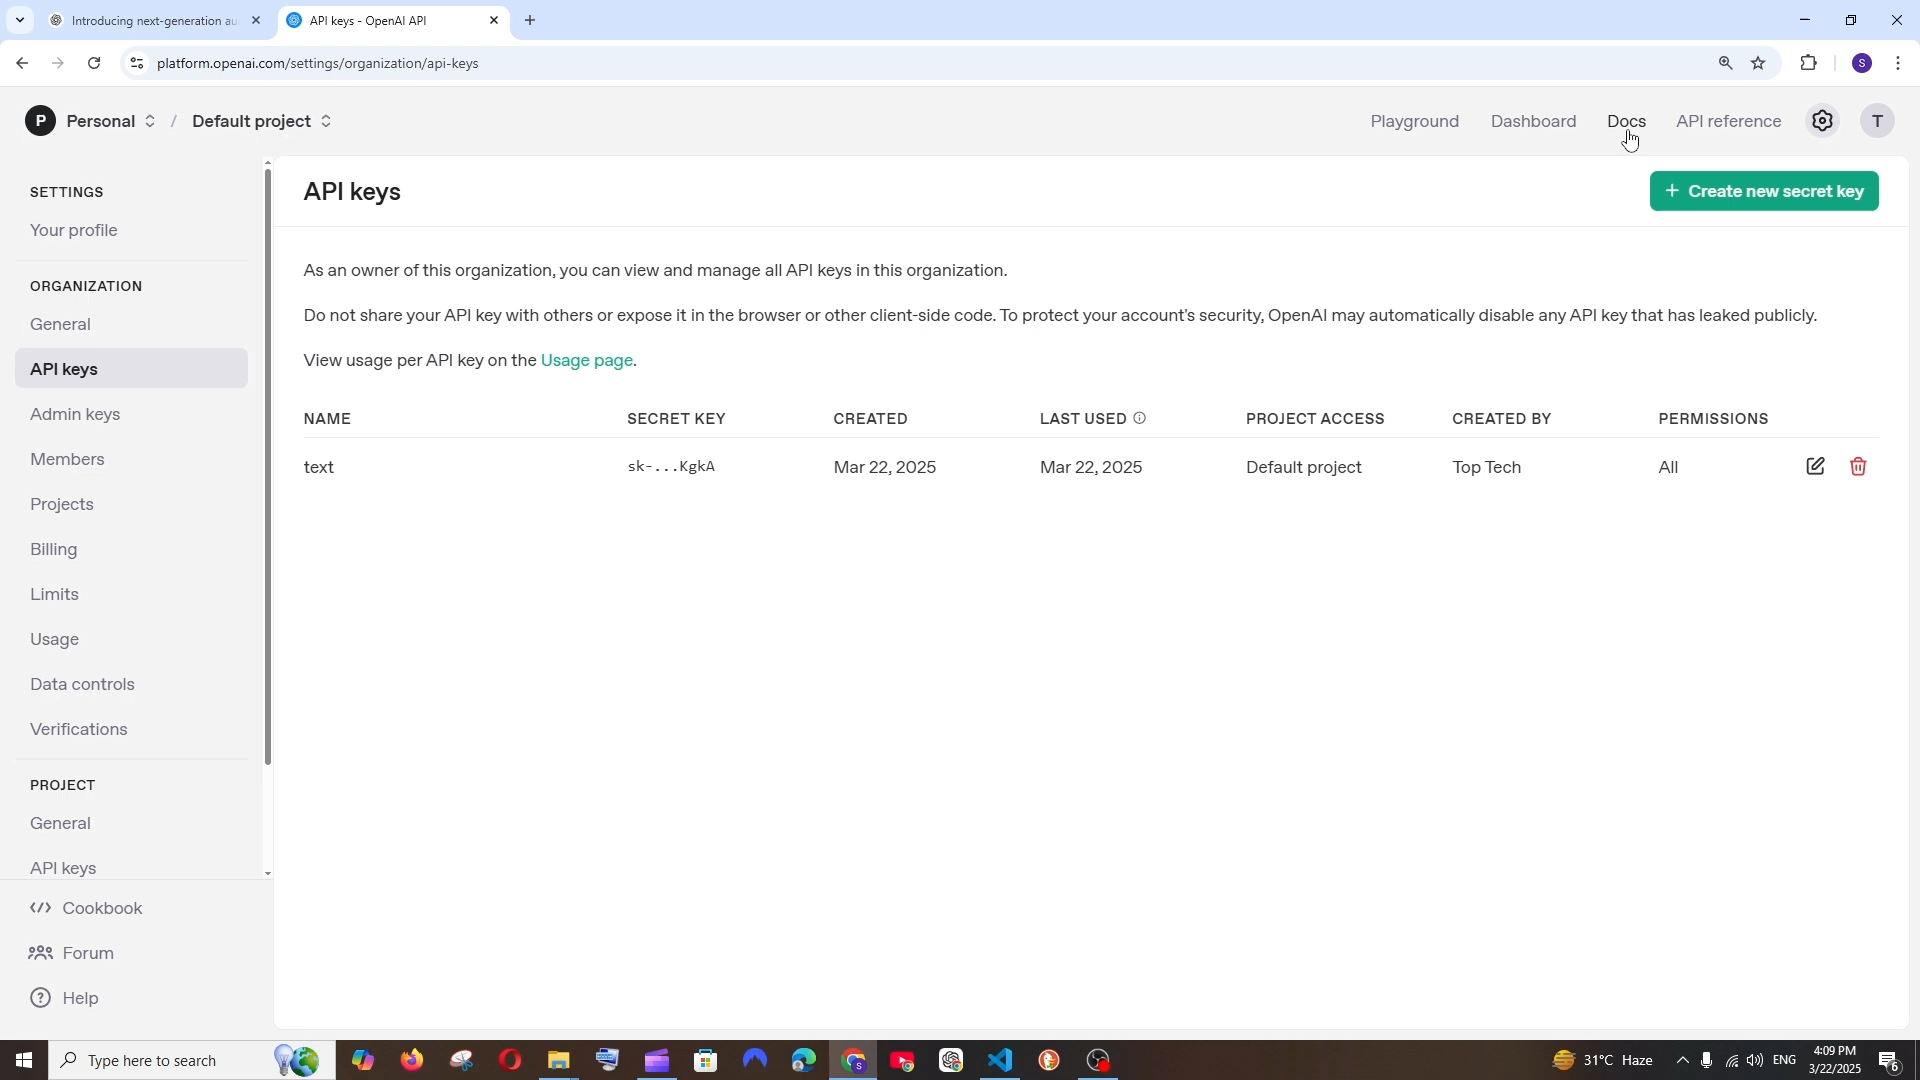 Introducing next-generation au
API keys - OpenAI API
platform.openai.com/settings/organization/api-keys
S
P Personal / Default project
Playground Dashboard Docs API reference T
SETTINGS
Your profile
ORGANIZATION
General
API keys
Admin keys
Members
Projects
Billing
Limits
Usage
Data controls
Verifications
PROJECT
General
API keys
Cookbook
Forum
Help
API keys
+ Create new secret key
As an owner of this organization, you can view and manage all API keys in this organization.
Do not share your API key with others or expose it in the browser or other client-side code. To protect your account's security, OpenAI may automatically disable any API key that has leaked publicly.
View usage per API key on the Usage page.
NAME SECRET KEY CREATED LAST USED PROJECT ACCESS CREATED BY PERMISSIONS
text sk-...KgkA Mar 22, 2025 Mar 22, 2025 Default project Top Tech All
Type here to search
31°C Haze
ENG
4:09 PM
3/22/2025
6